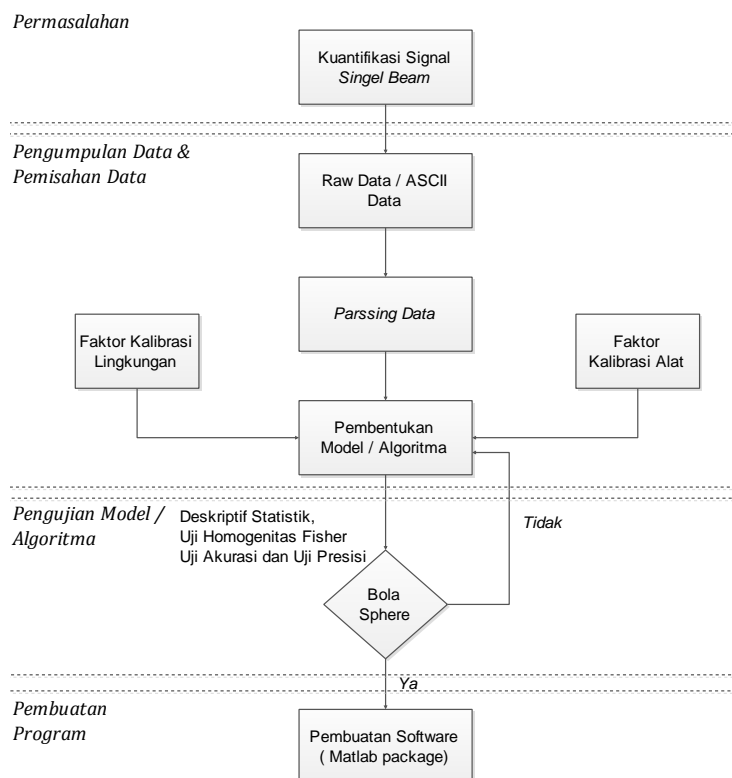 Permasalahan
Kuantifikasi Signal
Singel Beam
Pengumpulan Data &
Pemisahan Data
Raw Data / ASCII
Data
Parssing Data
Faktor Kalibrasi
Lingkungan
Faktor
Kalibrasi Alat
Pembentukan
Model / Algoritma
Pengujian Model /
Algoritma
Deskriptif Statistik,
Uji Homogenitas Fisher
Uji Akurasi dan Uji Presisi
Tidak
Bola
Sphere
Ya
Pembuatan
Program
Pembuatan Software
( Matlab package)